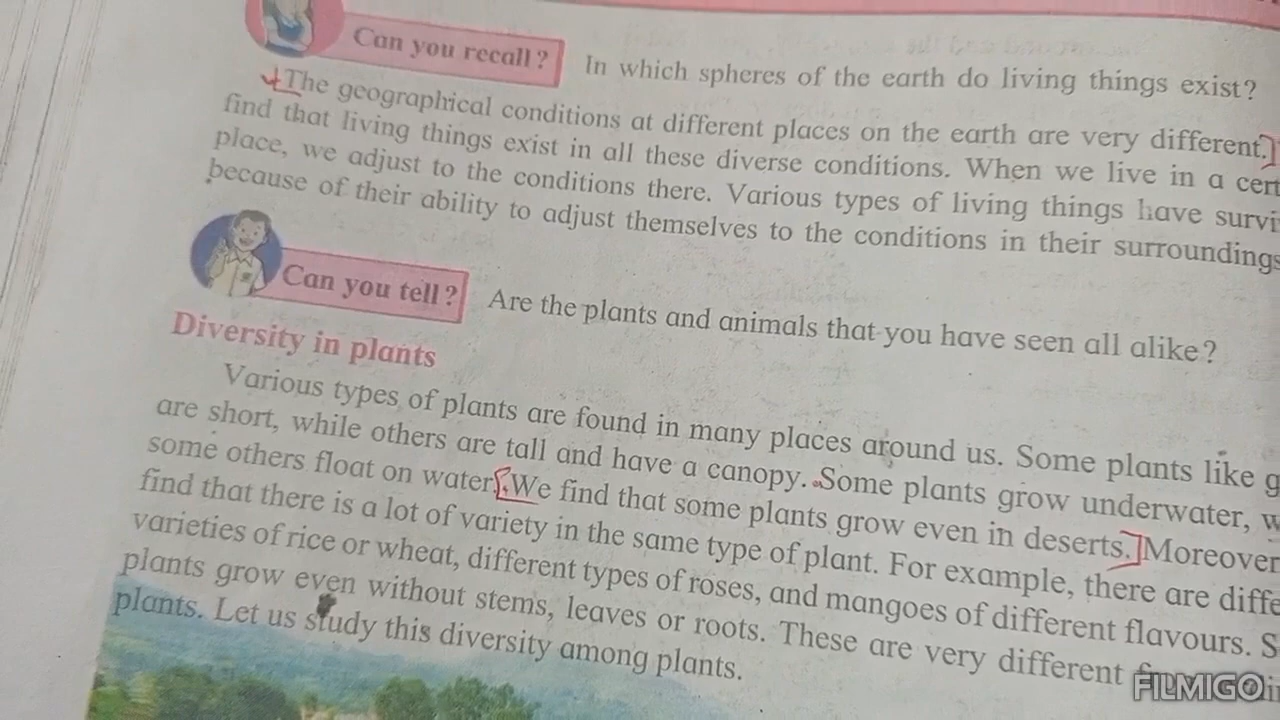 Can you recall? In which spheres of the earth do living things exist?
The geographical conditions at different places on the earth are very different.
find that living things exist in all these diverse conditions. When we live in a cert
place, we adjust to the conditions there. Various types of living things have survi
because of their ability to adjust themselves to the conditions in their surroundings
Can you tell? Are the plants and animals that you have seen all alike?
Diversity in plants
Various types of plants are found in many places around us. Some plants like g
are short, while others are tall and have a canopy. Some plants grow underwater, w
some others float on water. We find that some plants grow even in deserts. Moreover
find that there is a lot of variety in the same type of plant. For example, there are diffe
varieties of rice or wheat, different types of roses, and mangoes of different flavours. S
plants grow even without stems, leaves or roots. These are very different
plants. Let us study this diversity among plants.
FILMIGO